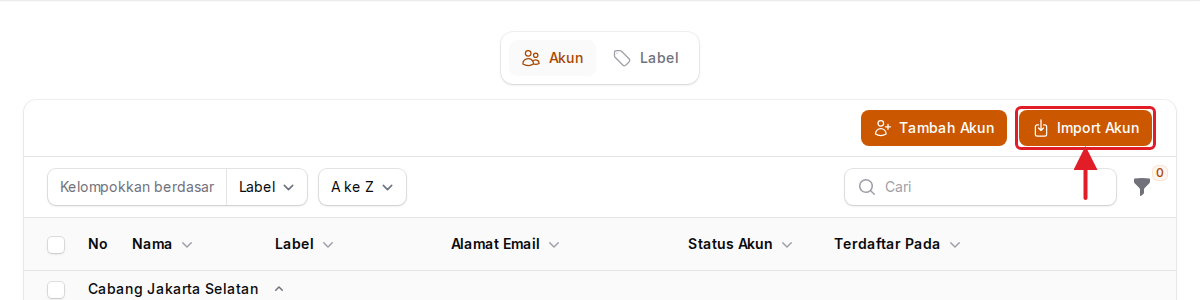 Akun Label
Tambah Akun Import Akun
Kelompokkan berdasar Label A ke Z Cari 0
No Nama Label Alamat Email Status Akun Terdaftar Pada
Cabang Jakarta Selatan